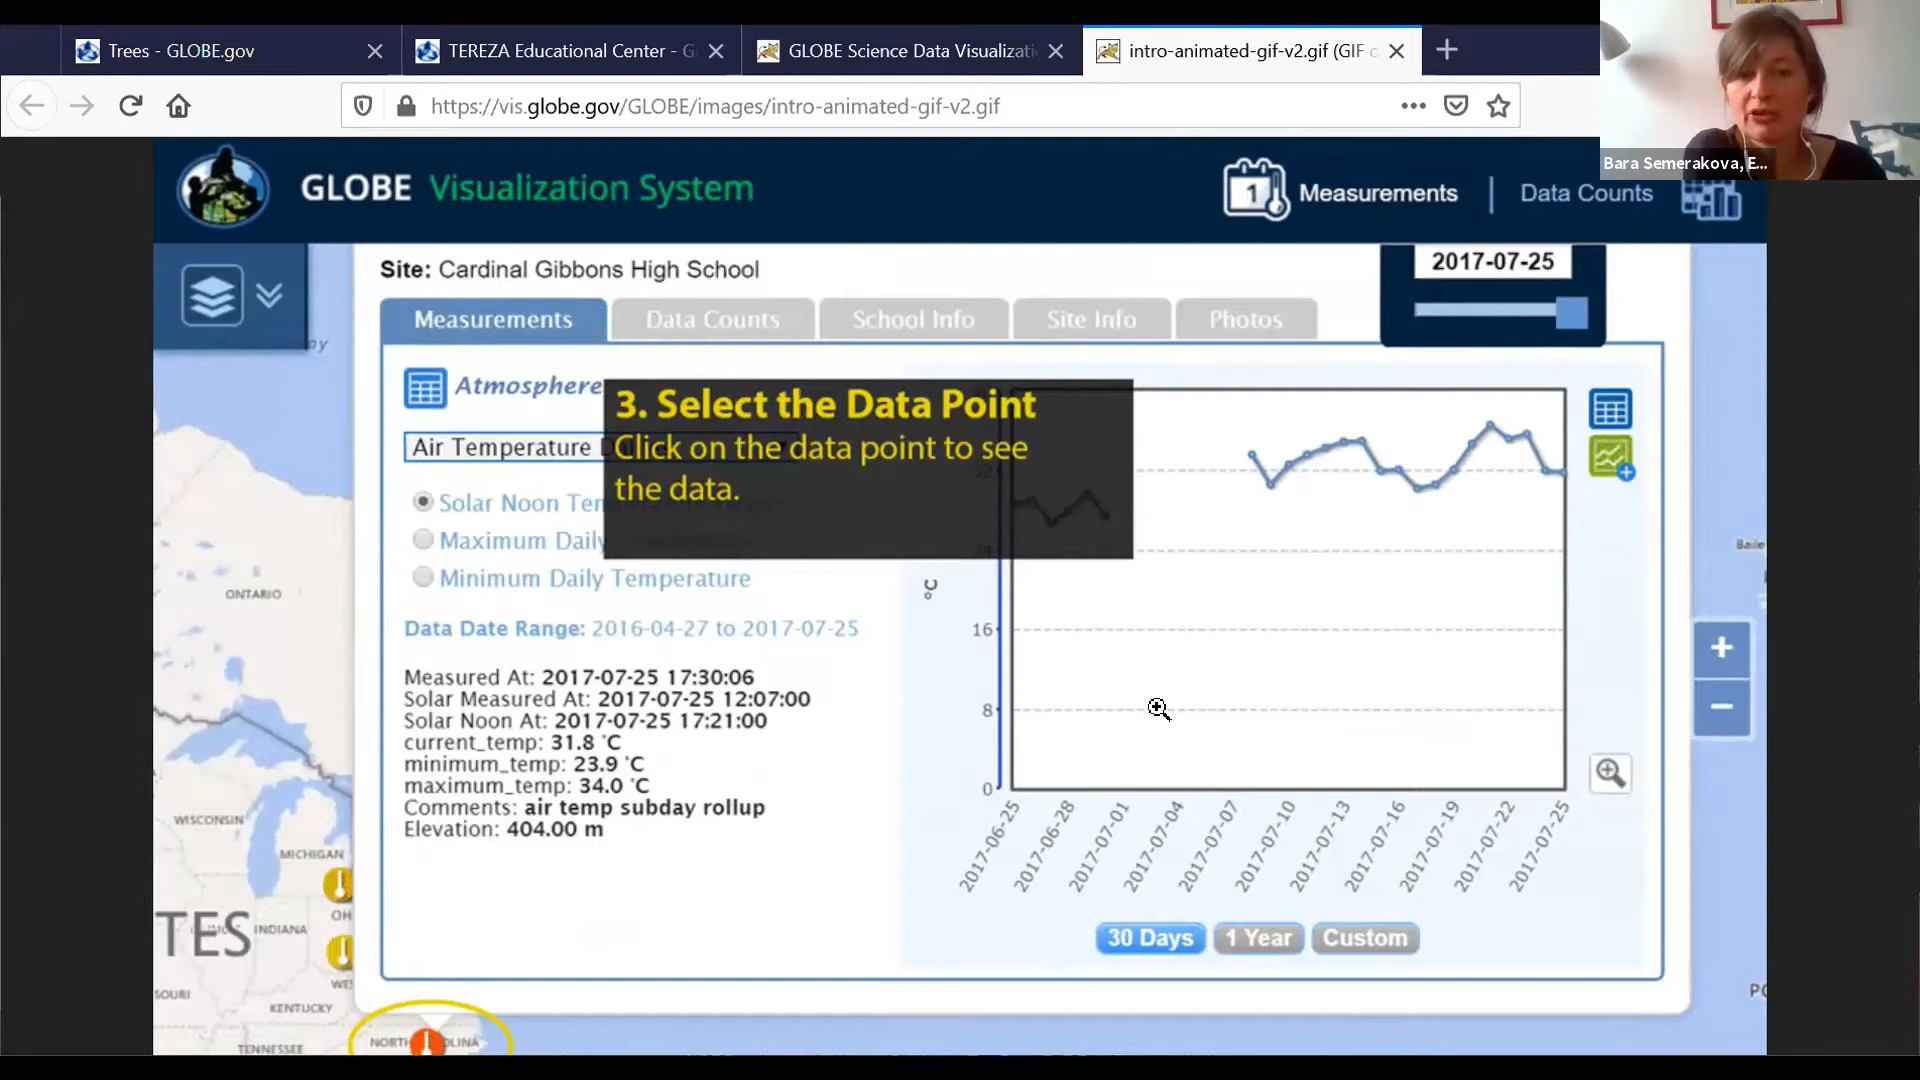 Trees - GLOBE.gov
TEREZA Educational Center - G
GLOBE Science Data Visualizati
intro-animated-gif-v2.gif (GIF
https://vis.globe.gov/GLOBE/images/intro-animated-gif-v2.gif
Bara Semerakova, E...
GLOBE Visualization System
1 Measurements | Data Counts
Site: Cardinal Gibbons High School
2017-07-25
Measurements
Data Counts
School Info
Site Info
Photos
Atmosphere
3. Select the Data Point
Click on the data point to see
the data.
Air Temperature
Solar Noon
Maximum Daily
Minimum Daily Temperature
Data Date Range: 2016-04-27 to 2017-07-25
Measured At: 2017-07-25 17:30:06
Solar Measured At: 2017-07-25 12:07:00
Solar Noon At: 2017-07-25 17:21:00
current_temp: 31.8 °C
minimum_temp: 23.9 °C
maximum_temp: 34.0 °C
Comments: air temp subday rollup
Elevation: 404.00 m
°C
16
8
0
2017-06-25
2017-06-28
2017-07-01
2017-07-04
2017-07-07
2017-07-10
2017-07-13
2017-07-16
2017-07-19
2017-07-22
2017-07-25
30 Days
1 Year
Custom
ONTARIO
WISCONSIN
MICHIGAN
OH
TES
INDIANA
WE
SOURI
KENTUCKY
TENNESSEE
NORTH
OLINA
Baile
PO